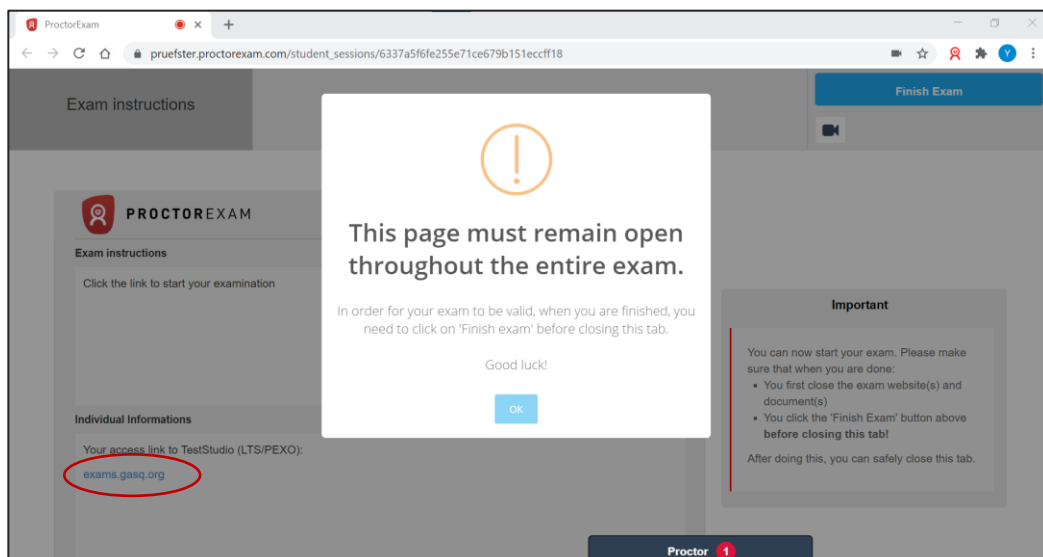 ProctorExam
pruefster.proctorexam.com/student_sessions/6337a5f6fe255e71ce679b151eccff18
Y
Exam instructions
Finish Exam
This page must remain open
throughout the entire exam.
In order for your exam to be valid, when you are finished, you
need to click on 'Finish exam' before closing this tab.
Good luck!
OK
PROCTOREXAM
Exam instructions
Click the link to start your examination
Individual Informations
Your access link to TestStudio (LTS/PEXO):
exams.gasq.org
Important
You can now start your exam. Please make
sure that when you are done:
• You first close the exam website(s) and
document(s)
• You click the 'Finish Exam' button above
before closing this tab!
After doing this, you can safely close this tab.
Proctor 1